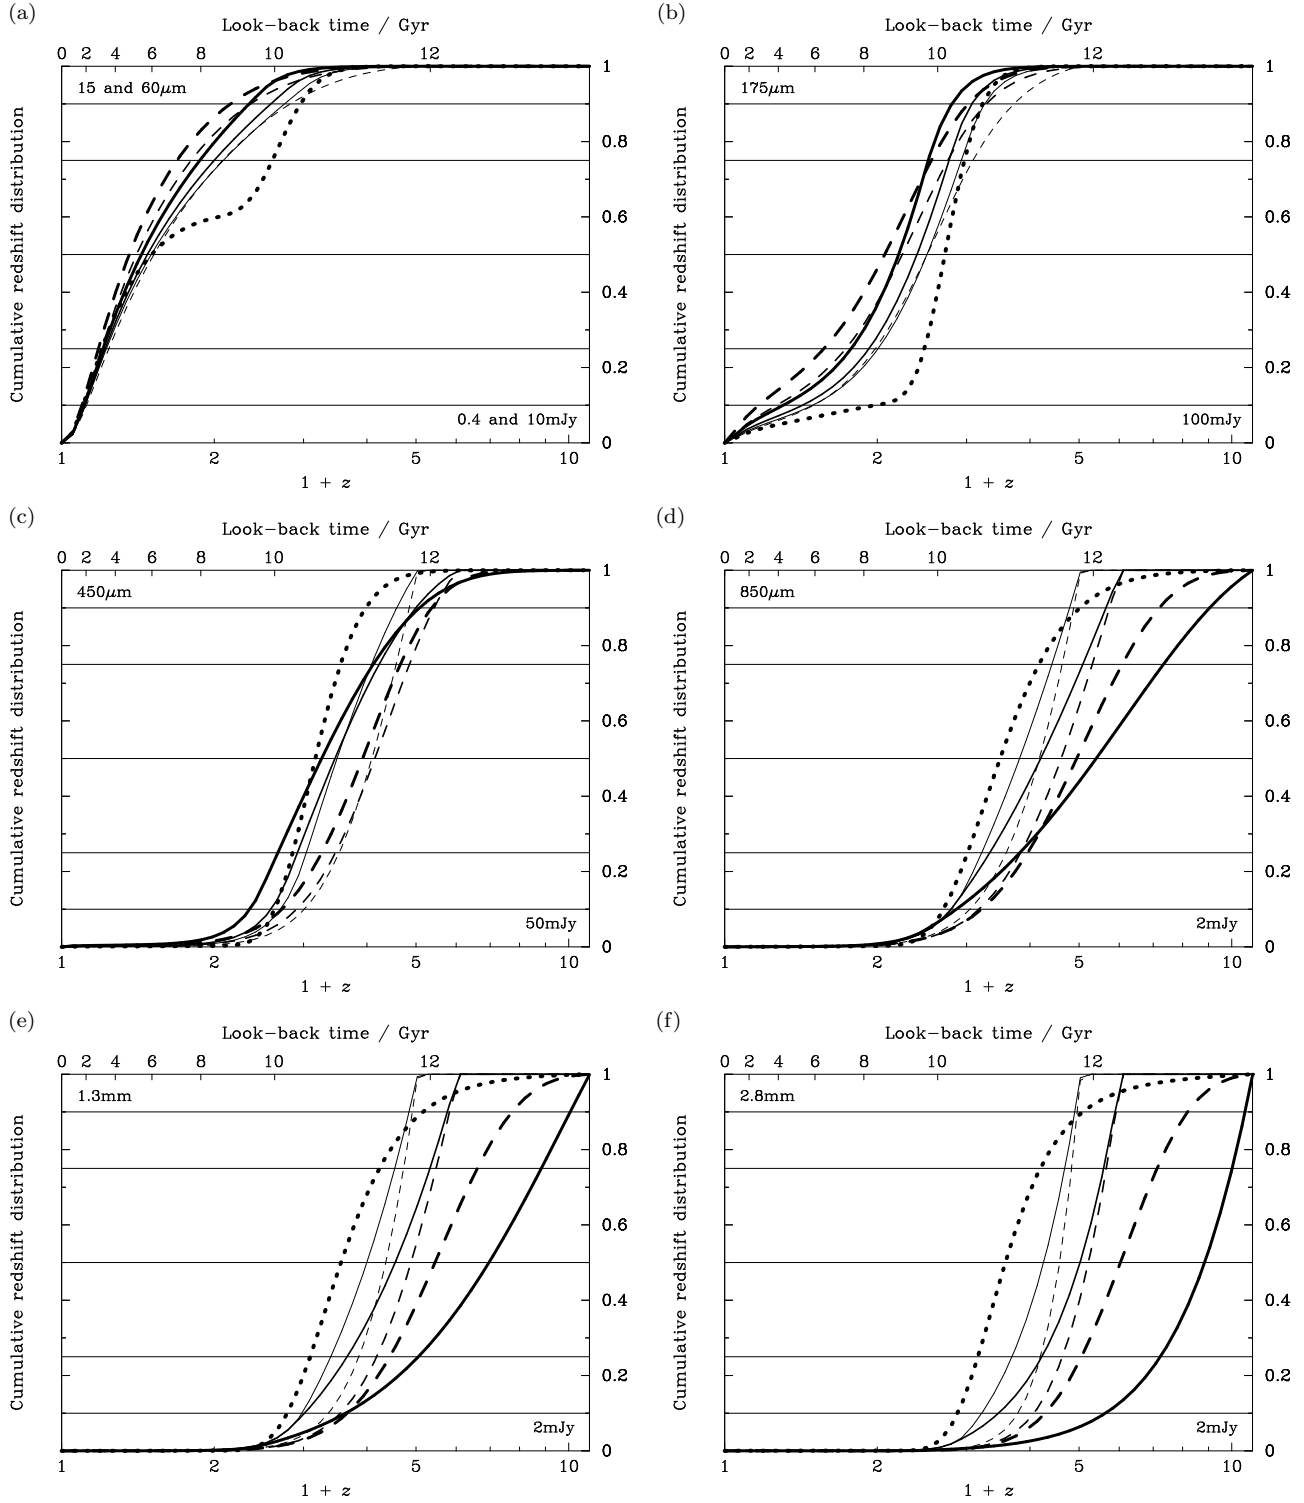 (a)
Look-back time / Gyr
0 2 4 6 8 10 12
15 and 60μm
Cumulative redshift distribution
1
0.8
0.6
0.4
0.2
0
0.4 and 10mJy
1 2 5 10
1 + z
(b)
Look-back time / Gyr
0 2 4 6 8 10 12
175μm
Cumulative redshift distribution
1
0.8
0.6
0.4
0.2
0
100mJy
1 2 5 10
1 + z
(c)
Look-back time / Gyr
0 2 4 6 8 10 12
450μm
Cumulative redshift distribution
1
0.8
0.6
0.4
0.2
0
50mJy
1 2 5 10
1 + z
(d)
Look-back time / Gyr
0 2 4 6 8 10 12
850μm
Cumulative redshift distribution
1
0.8
0.6
0.4
0.2
0
2mJy
1 2 5 10
1 + z
(e)
Look-back time / Gyr
0 2 4 6 8 10 12
1.3mm
Cumulative redshift distribution
1
0.8
0.6
0.4
0.2
0
2mJy
1 2 5 10
1 + z
(f)
Look-back time / Gyr
0 2 4 6 8 10 12
2.8mm
Cumulative redshift distribution
1
0.8
0.6
0.4
0.2
0
2mJy
1 2 5 10
1 + z